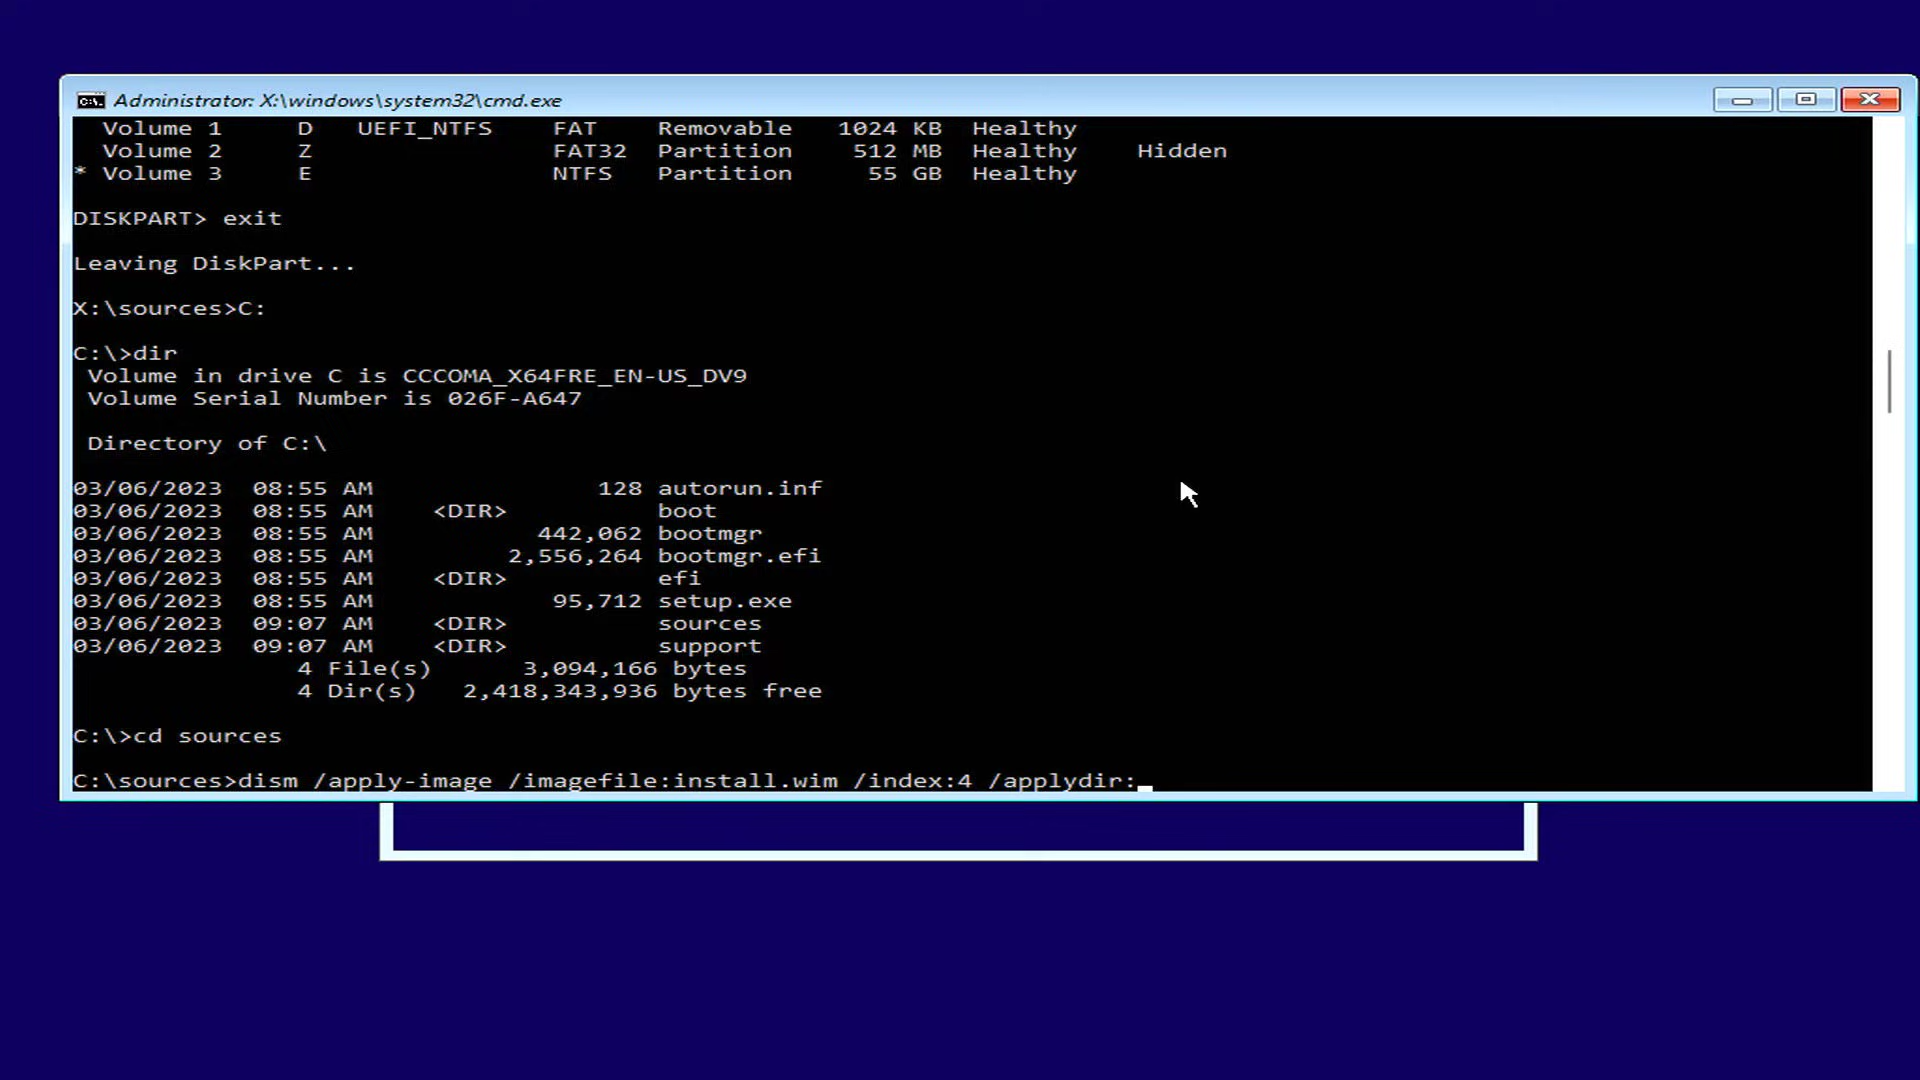 Administrator: X:\windows\system32\cmd.exe
Volume 1 D UEFI_NTFS FAT Removable 1024 KB Healthy
Volume 2 Z FAT32 Partition 512 MB Healthy Hidden
* Volume 3 E NTFS Partition 55 GB Healthy
DISKPART> exit
Leaving DiskPart...
X:\sources>C:
C:\>dir
Volume in drive C is CCCOMA_X64FRE_EN-US_DV9
Volume Serial Number is 026F-A647
Directory of C:\
03/06/2023 08:55 AM 128 autorun.inf
03/06/2023 08:55 AM <DIR> boot
03/06/2023 08:55 AM 442,062 bootmgr
03/06/2023 08:55 AM 2,556,264 bootmgr.efi
03/06/2023 08:55 AM <DIR> efi
03/06/2023 08:55 AM 95,712 setup.exe
03/06/2023 09:07 AM <DIR> sources
03/06/2023 09:07 AM <DIR> support
4 File(s) 3,094,166 bytes
4 Dir(s) 2,418,343,936 bytes free
C:\>cd sources
C:\sources>dism /apply-image /imagefile:install.wim /index:4 /applydir:_